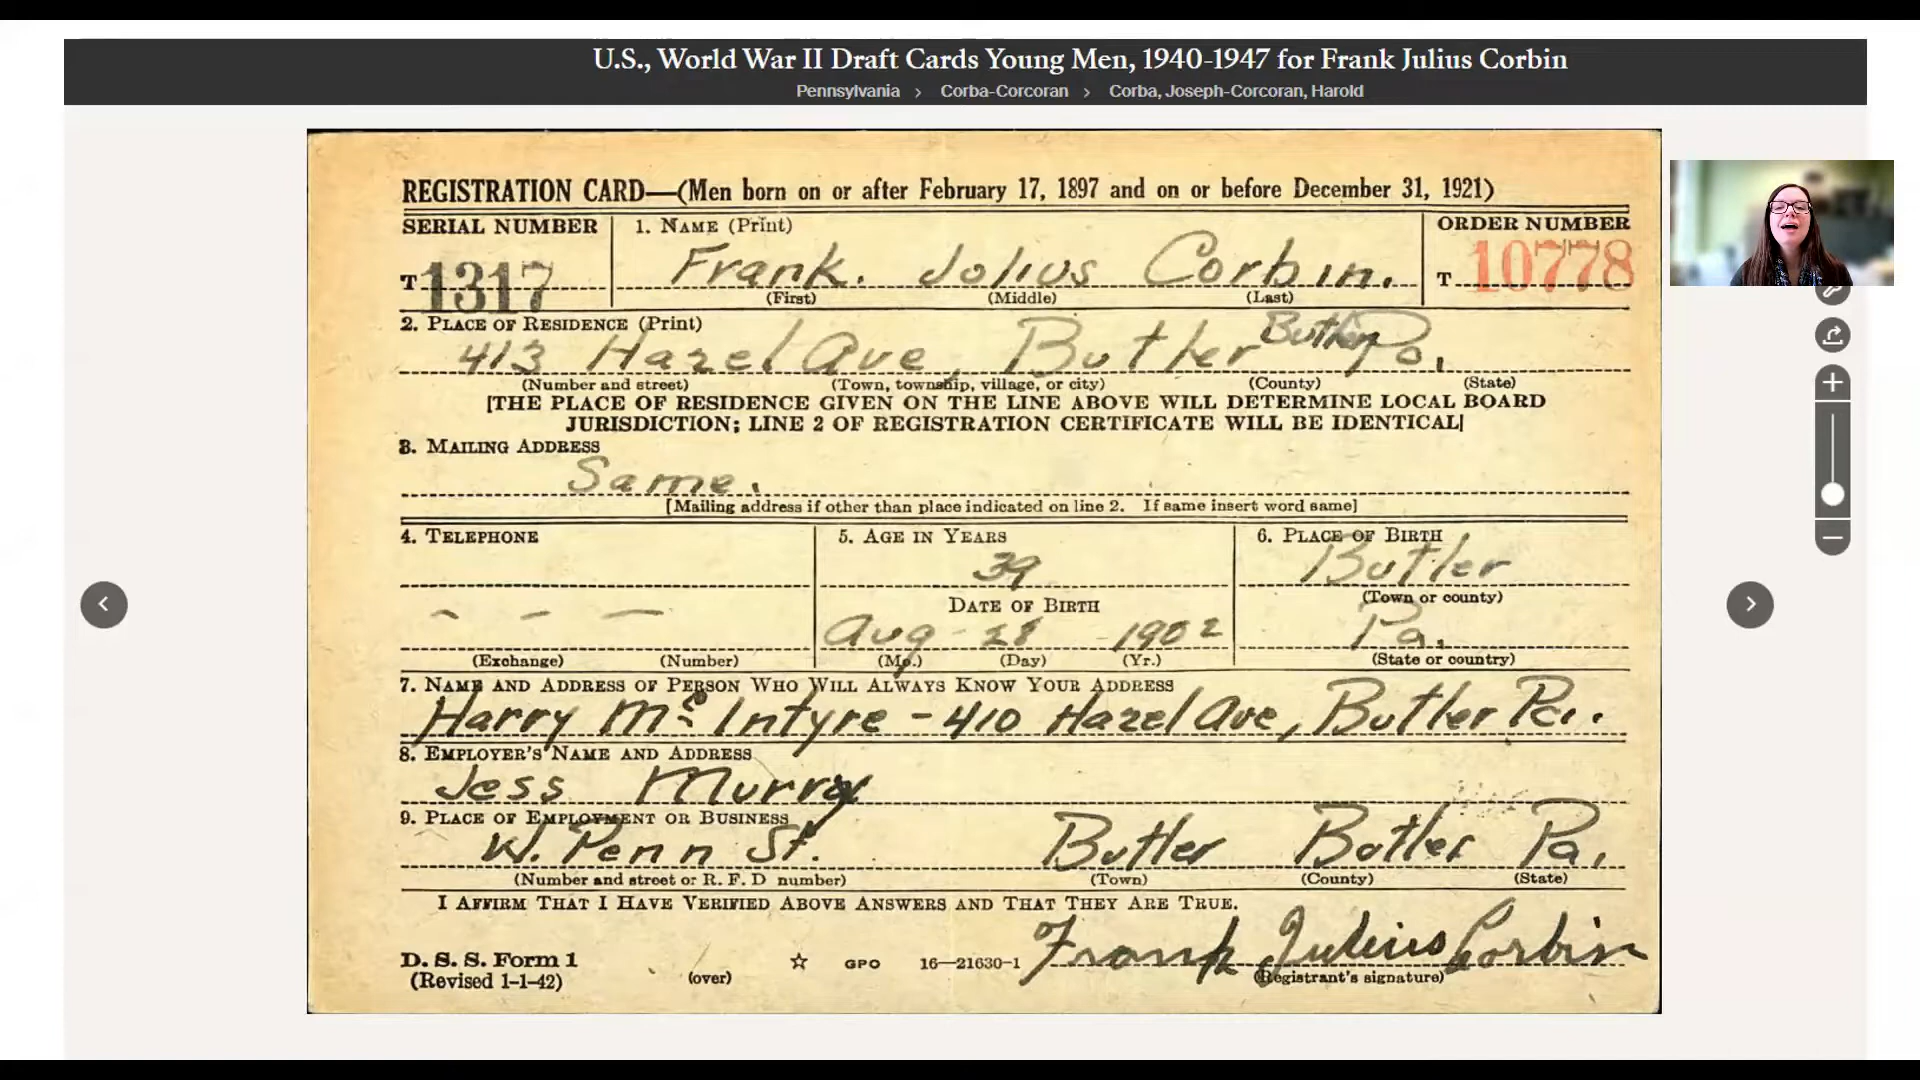 U.S., World War II Draft Cards Young Men, 1940-1947 for Frank Julius Corbin
Pennsylvania > Corba-Corcoran > Corba, Joseph-Corcoran, Harold
REGISTRATION CARD—(Men born on or after February 17, 1897 and on or before December 31, 1921)
SERIAL NUMBER 1. NAME (Print) ORDER NUMBER
T 1317 Frank. Julius Corbin. T 10778
(First) (Middle) (Last)
2. PLACE OF RESIDENCE (Print)
413 Hazel Ave, Butler Butler Pa.
(Number and street) (Town, township, village, or city) (County) (State)
[THE PLACE OF RESIDENCE GIVEN ON THE LINE ABOVE WILL DETERMINE LOCAL BOARD
JURISDICTION; LINE 2 OF REGISTRATION CERTIFICATE WILL BE IDENTICAL]
3. MAILING ADDRESS
Same.
[Mailing address if other than place indicated on line 2. If same insert word same]
4. TELEPHONE 5. AGE IN YEARS 6. PLACE OF BIRTH
39 Butler
DATE OF BIRTH (Town or county)
— — — Aug - 28 - 1902 Pa.
(Exchange) (Number) (Mo.) (Day) (Yr.) (State or country)
7. NAME AND ADDRESS OF PERSON WHO WILL ALWAYS KNOW YOUR ADDRESS
Harry McIntyre - 410 Hazel Ave, Butler Pa.
8. EMPLOYER'S NAME AND ADDRESS
Jess Murray
9. PLACE OF EMPLOYMENT OR BUSINESS
W. Penn St. Butler Butler Pa.
(Number and street or R. F. D number) (Town) (County) (State)
I AFFIRM THAT I HAVE VERIFIED ABOVE ANSWERS AND THAT THEY ARE TRUE.
D. S. S. Form 1 Frank Julius Corbin
(Revised 1-1-42) (over) ☆ GPO 16—21630-1 (Registrant's signature)